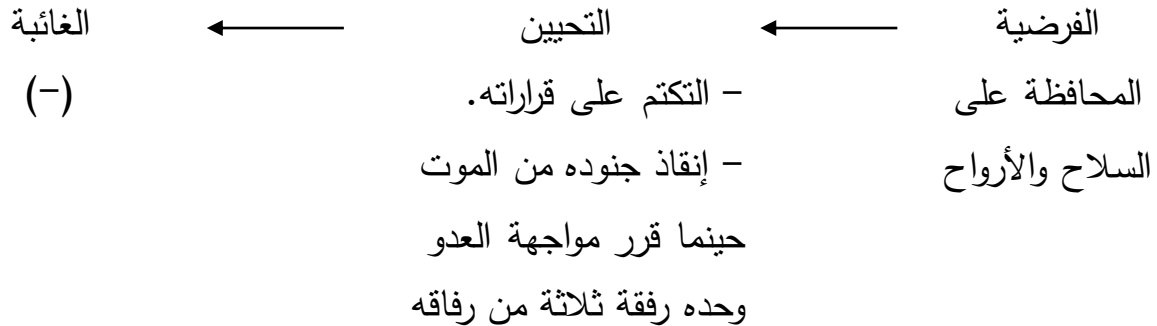 الفرضية التحيين الغائبة
المحافظة على - التكتم على قراراته. (-)
السلاح والأرواح - إنقاذ جنوده من الموت
حينما قرر مواجهة العدو
وحده رفقة ثلاثة من رفاقه